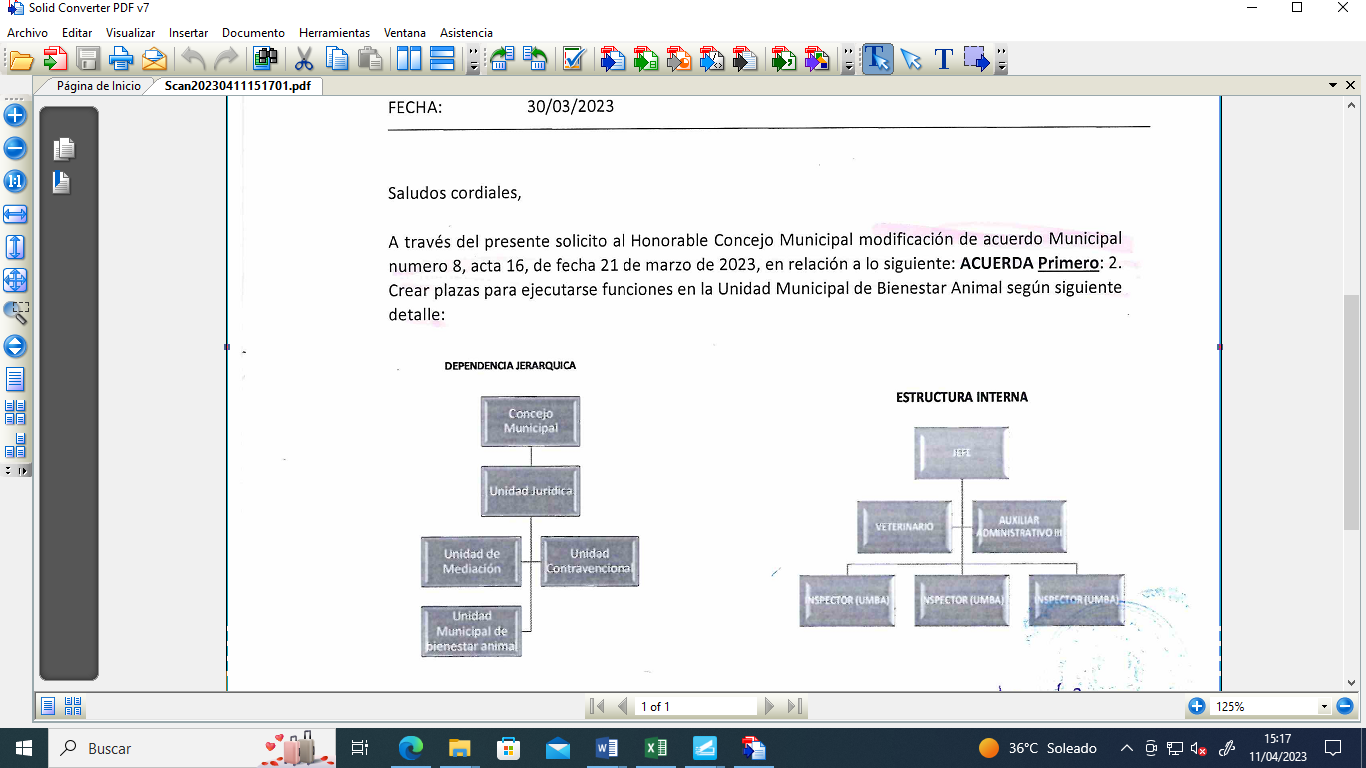 Solid Converter PDF v7
Archivo Editar Visualizar Insertar Documento Herramientas Ventana Asistencia
Página de Inicio Scan20230411151701.pdf
FECHA: 30/03/2023
Saludos cordiales,
A través del presente solicito al Honorable Concejo Municipal modificación de acuerdo Municipal
numero 8, acta 16, de fecha 21 de marzo de 2023, en relación a lo siguiente: ACUERDA Primero: 2.
Crear plazas para ejecutarse funciones en la Unidad Municipal de Bienestar Animal según siguiente
detalle:
DEPENDENCIA JERARQUICA
Concejo
Municipal
Unidad Jurídica
Unidad de
Mediación
Unidad
Contravencional
Unidad
Municipal de
bienestar animal
ESTRUCTURA INTERNA
JEFE
VETERINARIO
AUXILIAR
ADMINISTRATIVO III
INSPECTOR (UMBA)
INSPECTOR (UMBA)
INSPECTOR (UMBA)
1 of 1
125%
Buscar
36°C Soleado
15:17
11/04/2023